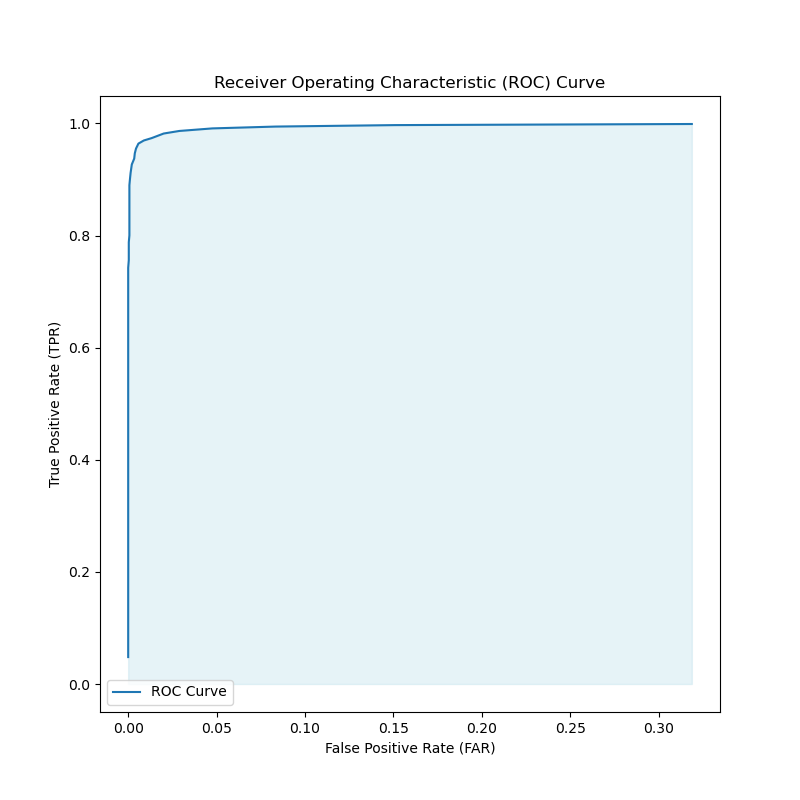 Receiver Operating Characteristic (ROC) Curve
1.0
0.8
0.6
0.4
0.2
0.0
True Positive Rate (TPR)
ROC Curve
0.00 0.05 0.10 0.15 0.20 0.25 0.30
False Positive Rate (FAR)